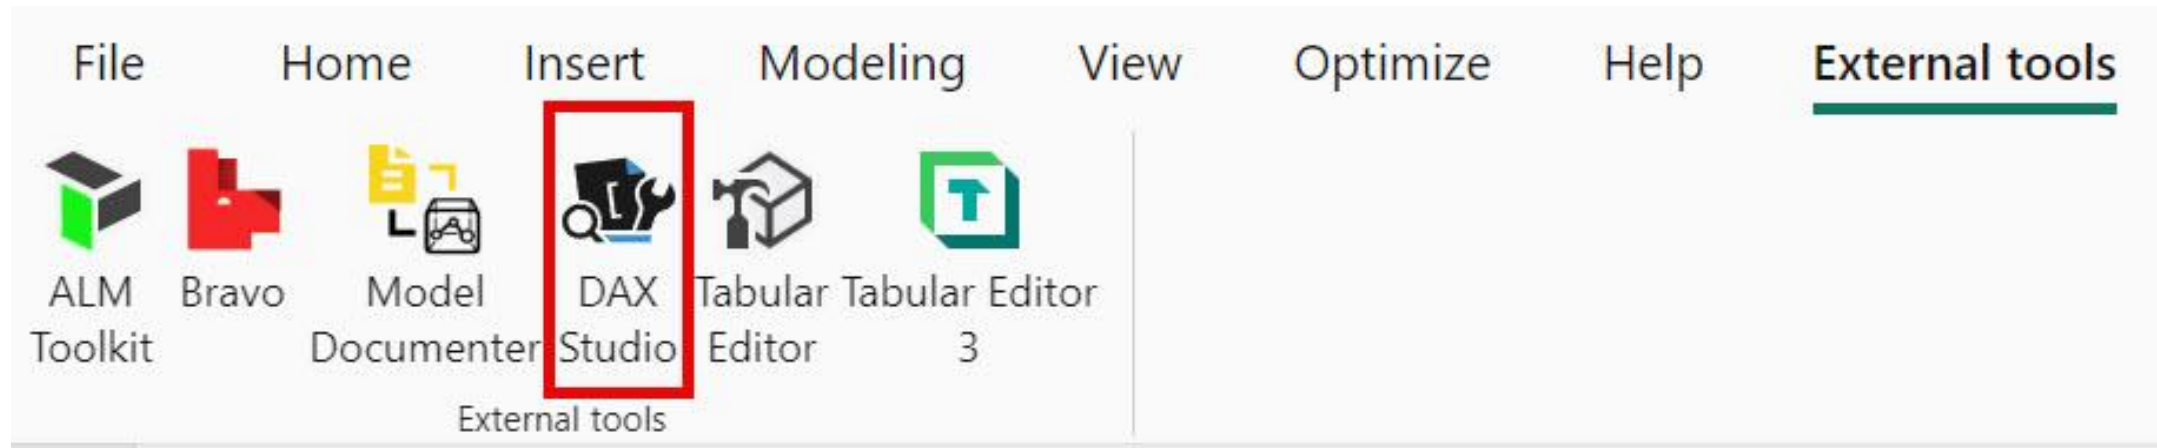 File Home Insert Modeling View Optimize Help External tools
ALM Bravo Model DAX Tabular Tabular Editor
Toolkit Documenter Studio Editor 3
External tools